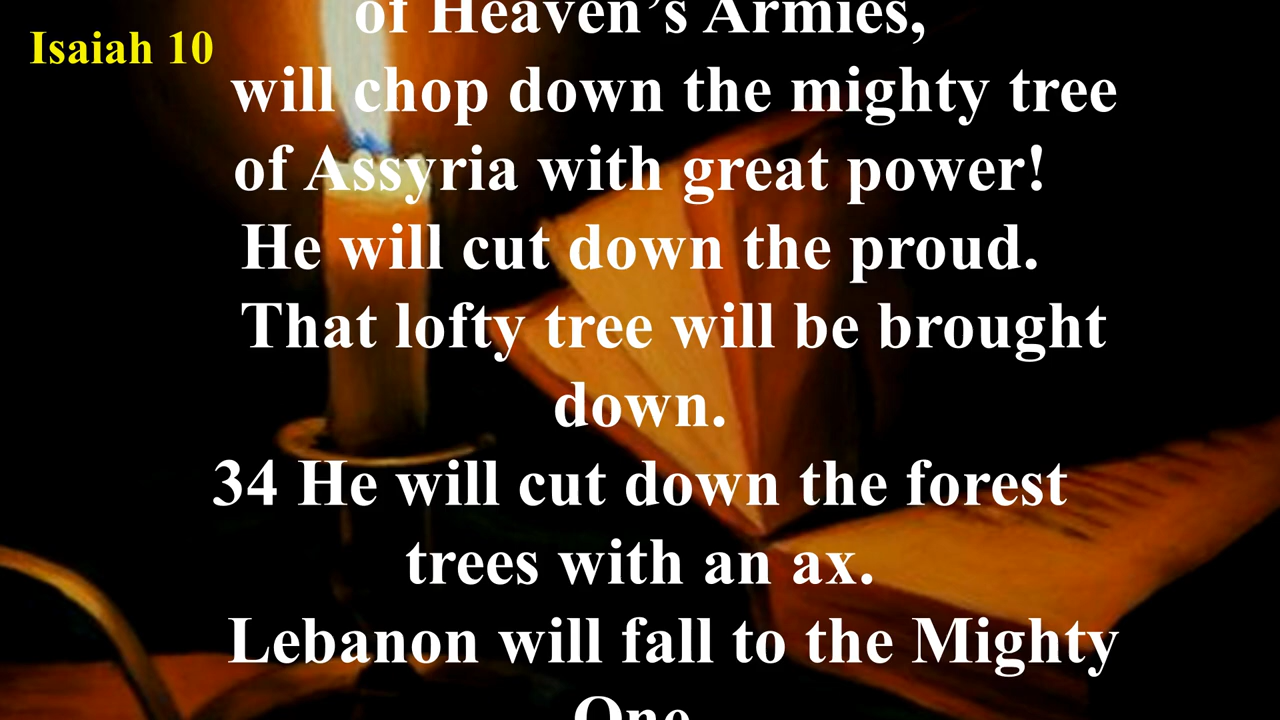 Isaiah 10
of Heaven’s Armies,
will chop down the mighty tree
of Assyria with great power!
He will cut down the proud.
That lofty tree will be brought
down.
34 He will cut down the forest
trees with an ax.
Lebanon will fall to the Mighty
One.